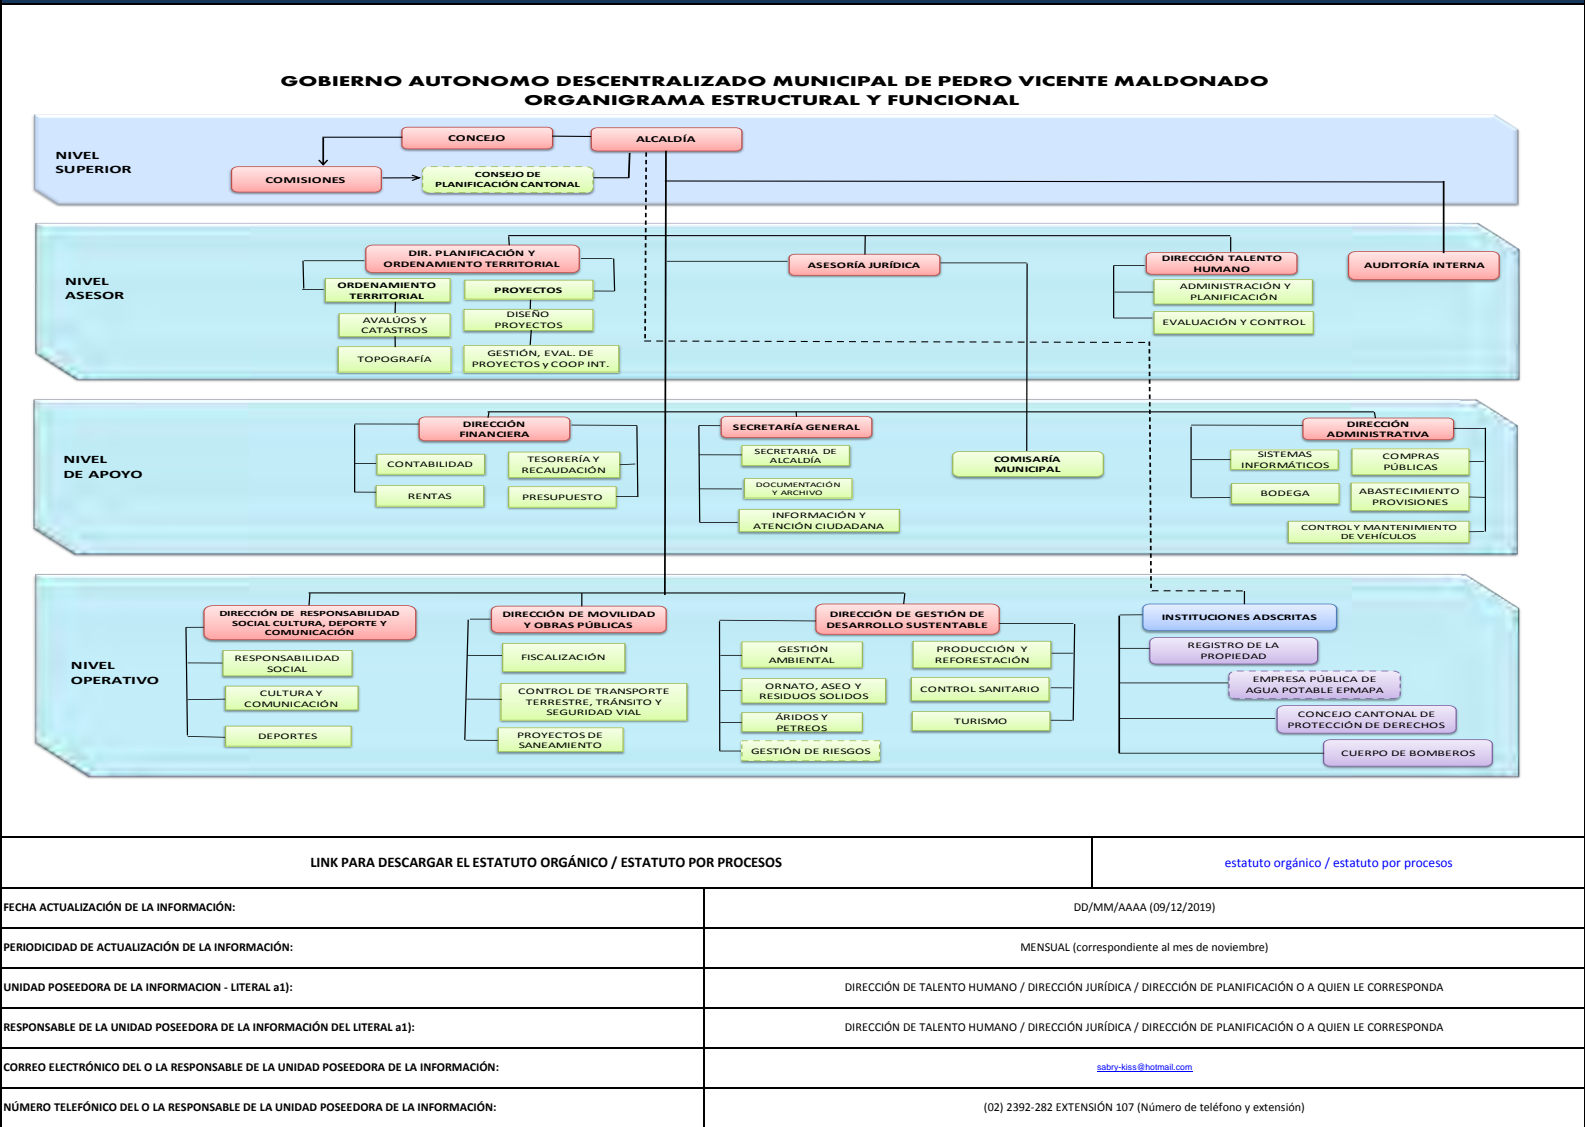 GOBIERNO AUTONOMO DESCENTRALIZADO MUNICIPAL DE PEDRO VICENTE MALDONADO
ORGANIGRAMA ESTRUCTURAL Y FUNCIONAL
NIVEL
SUPERIOR
CONCEJO
ALCALDÍA
COMISIONES
CONSEJO DE
PLANIFICACIÓN CANTONAL
NIVEL
ASESOR
DIR. PLANIFICACIÓN Y
ORDENAMIENTO TERRITORIAL
ORDENAMIENTO
TERRITORIAL
AVALÚOS Y
CATASTROS
TOPOGRAFÍA
PROYECTOS
DISEÑO
PROYECTOS
GESTIÓN, EVAL. DE
PROYECTOS y COOP INT.
ASESORÍA JURÍDICA
DIRECCIÓN TALENTO
HUMANO
ADMINISTRACIÓN Y
PLANIFICACIÓN
EVALUACIÓN Y CONTROL
AUDITORÍA INTERNA
NIVEL
DE APOYO
DIRECCIÓN
FINANCIERA
CONTABILIDAD
RENTAS
TESORERÍA Y
RECAUDACIÓN
PRESUPUESTO
SECRETARÍA GENERAL
SECRETARIA DE
ALCALDÍA
DOCUMENTACIÓN
Y ARCHIVO
INFORMACIÓN Y
ATENCIÓN CIUDADANA
COMISARÍA
MUNICIPAL
DIRECCIÓN
ADMINISTRATIVA
SISTEMAS
INFORMÁTICOS
BODEGA
COMPRAS
PÚBLICAS
ABASTECIMIENTO
PROVISIONES
CONTROL Y MANTENIMIENTO
DE VEHÍCULOS
NIVEL
OPERATIVO
DIRECCIÓN DE RESPONSABILIDAD
SOCIAL CULTURA, DEPORTE Y
COMUNICACIÓN
RESPONSABILIDAD
SOCIAL
CULTURA Y
COMUNICACIÓN
DEPORTES
DIRECCIÓN DE MOVILIDAD
Y OBRAS PÚBLICAS
FISCALIZACIÓN
CONTROL DE TRANSPORTE
TERRESTRE, TRÁNSITO Y
SEGURIDAD VIAL
PROYECTOS DE
SANEAMIENTO
DIRECCIÓN DE GESTIÓN DE
DESARROLLO SUSTENTABLE
GESTIÓN
AMBIENTAL
ORNATO, ASEO Y
RESIDUOS SOLIDOS
ÁRIDOS Y
PETREOS
GESTIÓN DE RIESGOS
PRODUCCIÓN Y
REFORESTACIÓN
CONTROL SANITARIO
TURISMO
INSTITUCIONES ADSCRITAS
REGISTRO DE LA
PROPIEDAD
EMPRESA PÚBLICA DE
AGUA POTABLE EPMAPA
CONCEJO CANTONAL DE
PROTECCIÓN DE DERECHOS
CUERPO DE BOMBEROS
LINK PARA DESCARGAR EL ESTATUTO ORGÁNICO / ESTATUTO POR PROCESOS
estatuto orgánico / estatuto por procesos
FECHA ACTUALIZACIÓN DE LA INFORMACIÓN:
DD/MM/AAAA (09/12/2019)
PERIODICIDAD DE ACTUALIZACIÓN DE LA INFORMACIÓN:
MENSUAL (correspondiente al mes de noviembre)
UNIDAD POSEEDORA DE LA INFORMACION - LITERAL a1):
DIRECCIÓN DE TALENTO HUMANO / DIRECCIÓN JURÍDICA / DIRECCIÓN DE PLANIFICACIÓN O A QUIEN LE CORRESPONDA
RESPONSABLE DE LA UNIDAD POSEEDORA DE LA INFORMACIÓN DEL LITERAL a1):
DIRECCIÓN DE TALENTO HUMANO / DIRECCIÓN JURÍDICA / DIRECCIÓN DE PLANIFICACIÓN O A QUIEN LE CORRESPONDA
CORREO ELECTRÓNICO DEL O LA RESPONSABLE DE LA UNIDAD POSEEDORA DE LA INFORMACIÓN:
sabry-kiss@hotmail.com
NÚMERO TELEFÓNICO DEL O LA RESPONSABLE DE LA UNIDAD POSEEDORA DE LA INFORMACIÓN:
(02) 2392-282 EXTENSIÓN 107 (Número de teléfono y extensión)